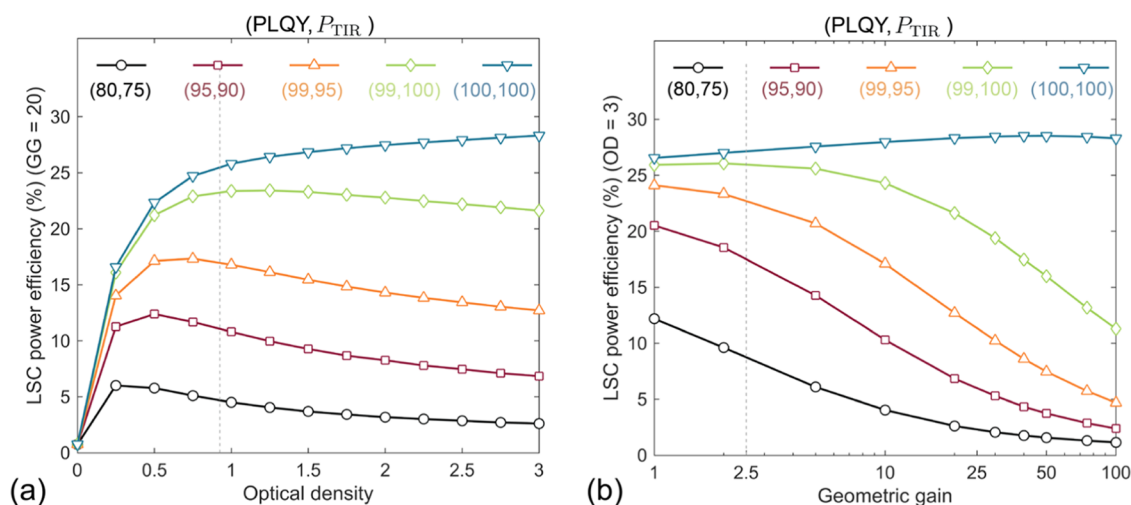 (PLQY, P_TIR )
(80,75) (95,90) (99,95) (99,100) (100,100)
LSC power efficiency (%) (GG = 20)
30
25
20
15
10
5
0
0 0.5 1 1.5 2 2.5 3
Optical density
(a)
(PLQY, P_TIR )
(80,75) (95,90) (99,95) (99,100) (100,100)
LSC power efficiency (%) (OD = 3)
30
25
20
15
10
5
0
1 2.5 10 25 50 100
Geometric gain
(b)